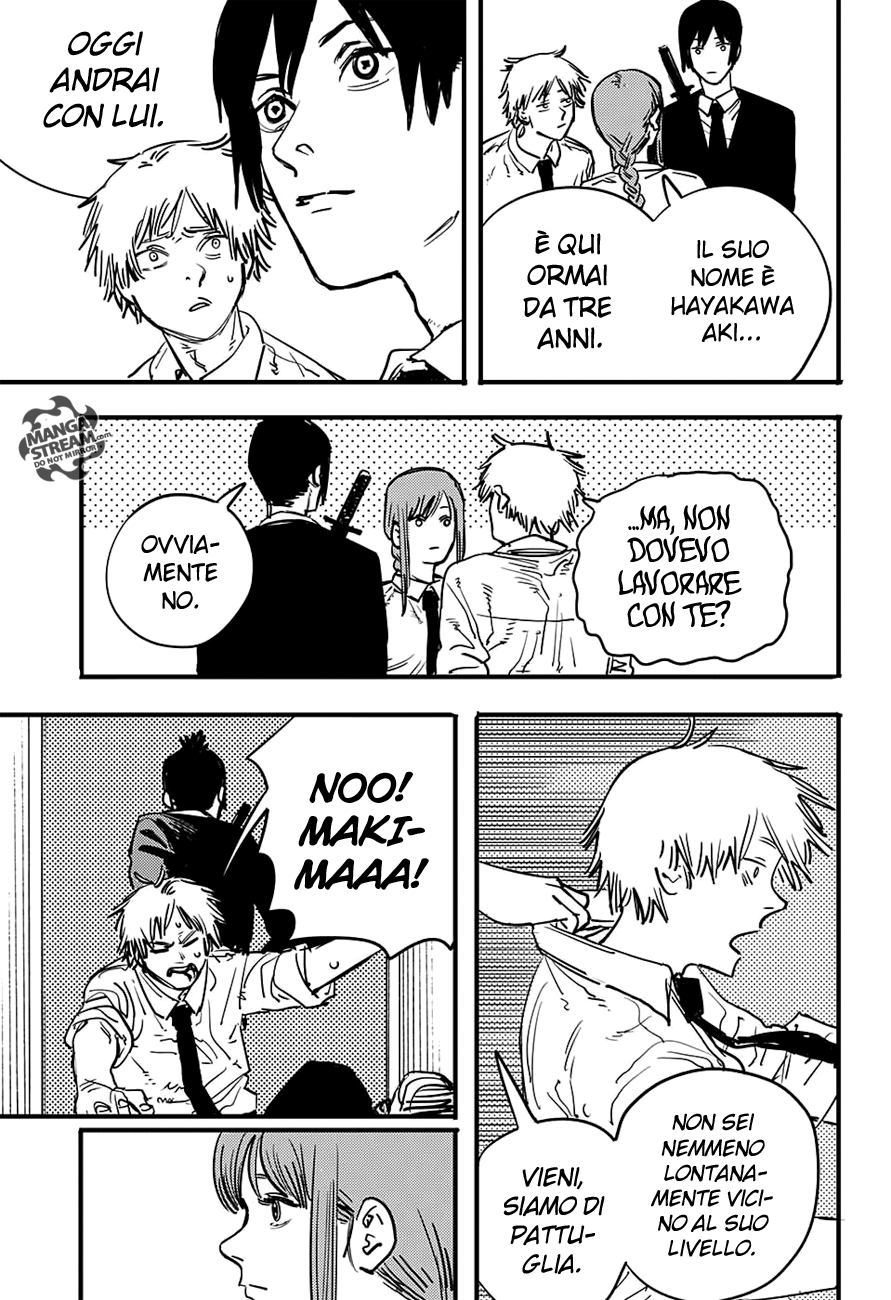 IL SUO
NOME È
HAYAKAWA
AKI...
È QUI
ORMAI
DA TRE
ANNI.
OGGI
ANDRAI
CON LUI.
MANGA
STREAM.com
DO NOT MIRROR
...MA, NON
DOVEVO
LAVORARE
CON TE?
OVVIA-
MENTE
NO.
NON SEI
NEMMENO
LONTANA-
MENTE VICI-
NO AL SUO
LIVELLO.
VIENI,
SIAMO DI
PATTU-
GLIA.
NOO!
MAKI-
MAAA!